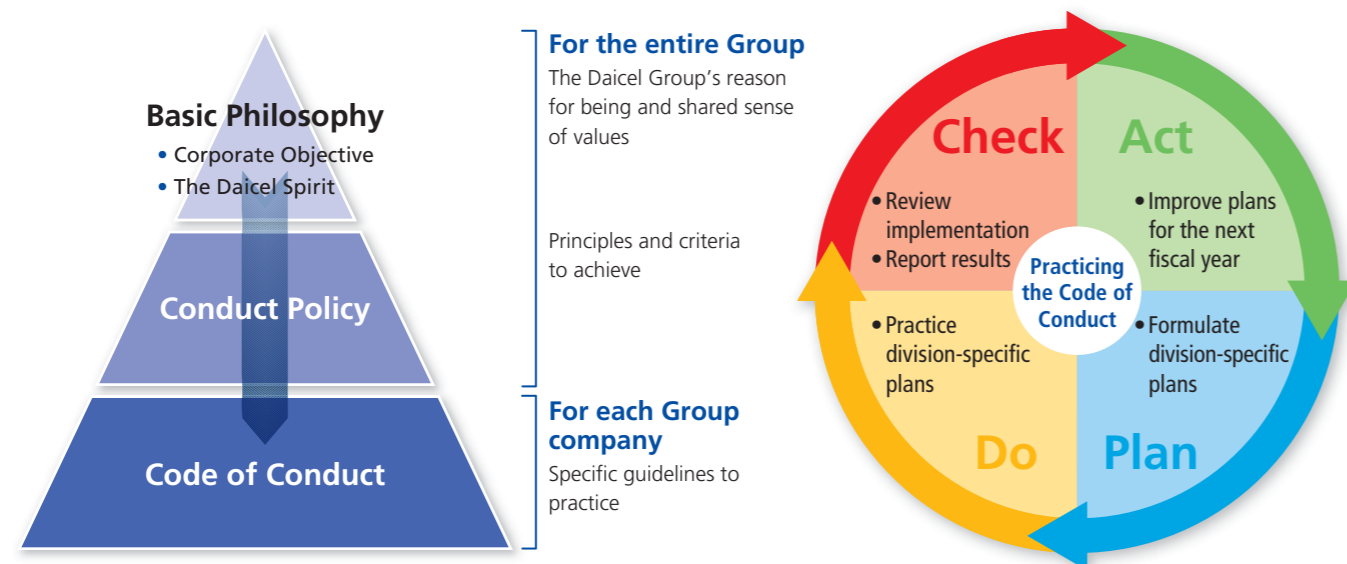 Basic Philosophy
• Corporate Objective
• The Daicel Spirit
Conduct Policy
Code of Conduct
For the entire Group
The Daicel Group’s reason
for being and shared sense
of values
Principles and criteria
to achieve
For each Group
company
Specific guidelines to
practice
Check
• Review
implementation
• Report results
Act
• Improve plans
for the next
fiscal year
Practicing
the Code of
Conduct
• Practice
division-specific
plans
Do
• Formulate
division-specific
plans
Plan